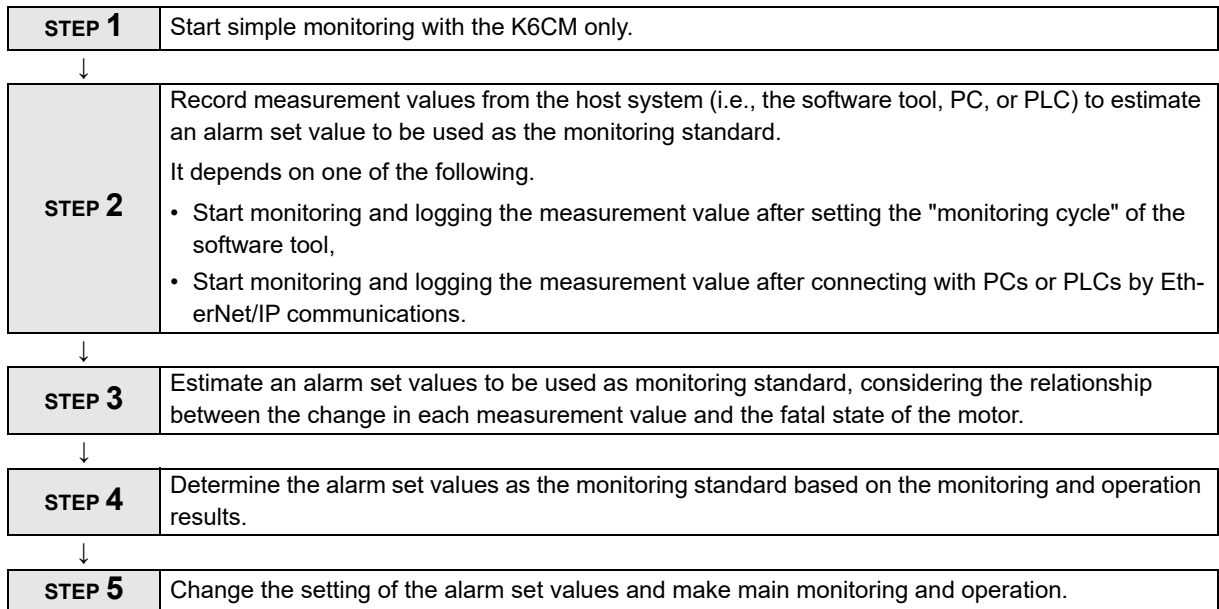 STEP 1 Start simple monitoring with the K6CM only.
↓
Record measurement values from the host system (i.e., the software tool, PC, or PLC) to estimate
an alarm set value to be used as the monitoring standard.
It depends on one of the following.
STEP 2
• Start monitoring and logging the measurement value after setting the "monitoring cycle" of the
software tool,
• Start monitoring and logging the measurement value after connecting with PCs or PLCs by Eth-
erNet/IP communications.
↓
STEP 3
Estimate an alarm set values to be used as monitoring standard, considering the relationship
between the change in each measurement value and the fatal state of the motor.
↓
STEP 4
Determine the alarm set values as the monitoring standard based on the monitoring and operation
results.
↓
STEP 5 Change the setting of the alarm set values and make main monitoring and operation.